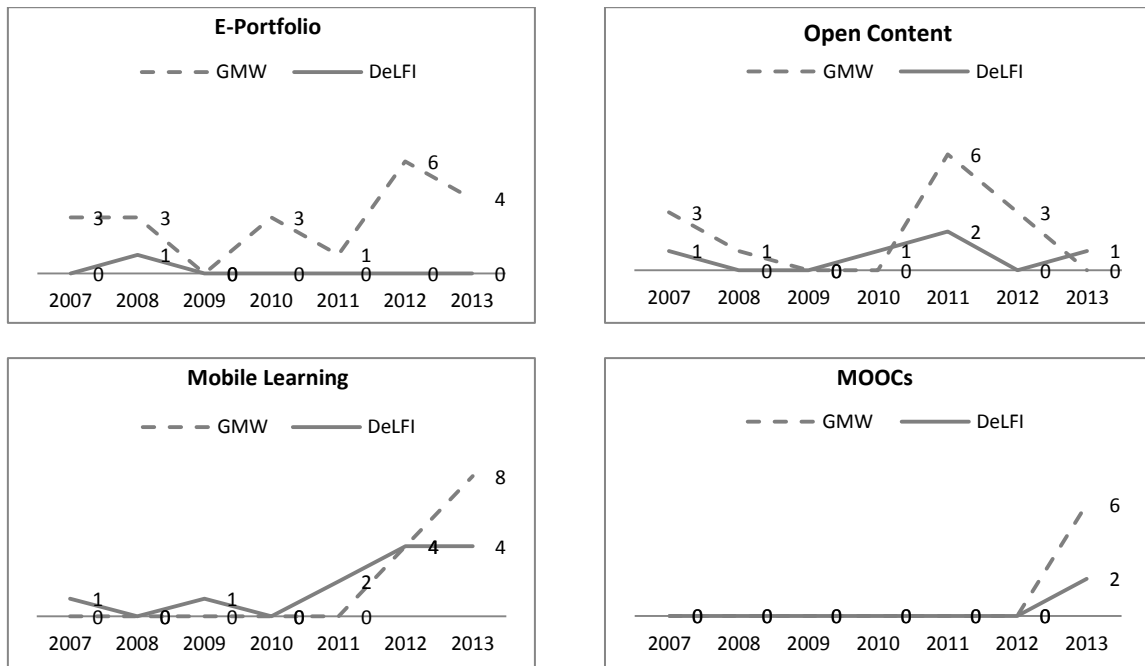 E-Portfolio
GMW DeLFI
6
4
3 3 3
1 1
0 0 0 0 0 0 0
2007 2008 2009 2010 2011 2012 2013
Open Content
GMW DeLFI
6
3 3
2
1 1 1 1
0 0 0 0 0 0
2007 2008 2009 2010 2011 2012 2013
Mobile Learning
GMW DeLFI
8
4 4
2
1 1
0 0 0 0 0
2007 2008 2009 2010 2011 2012 2013
MOOCs
GMW DeLFI
6
2
0 0 0 0 0 0
2007 2008 2009 2010 2011 2012 2013